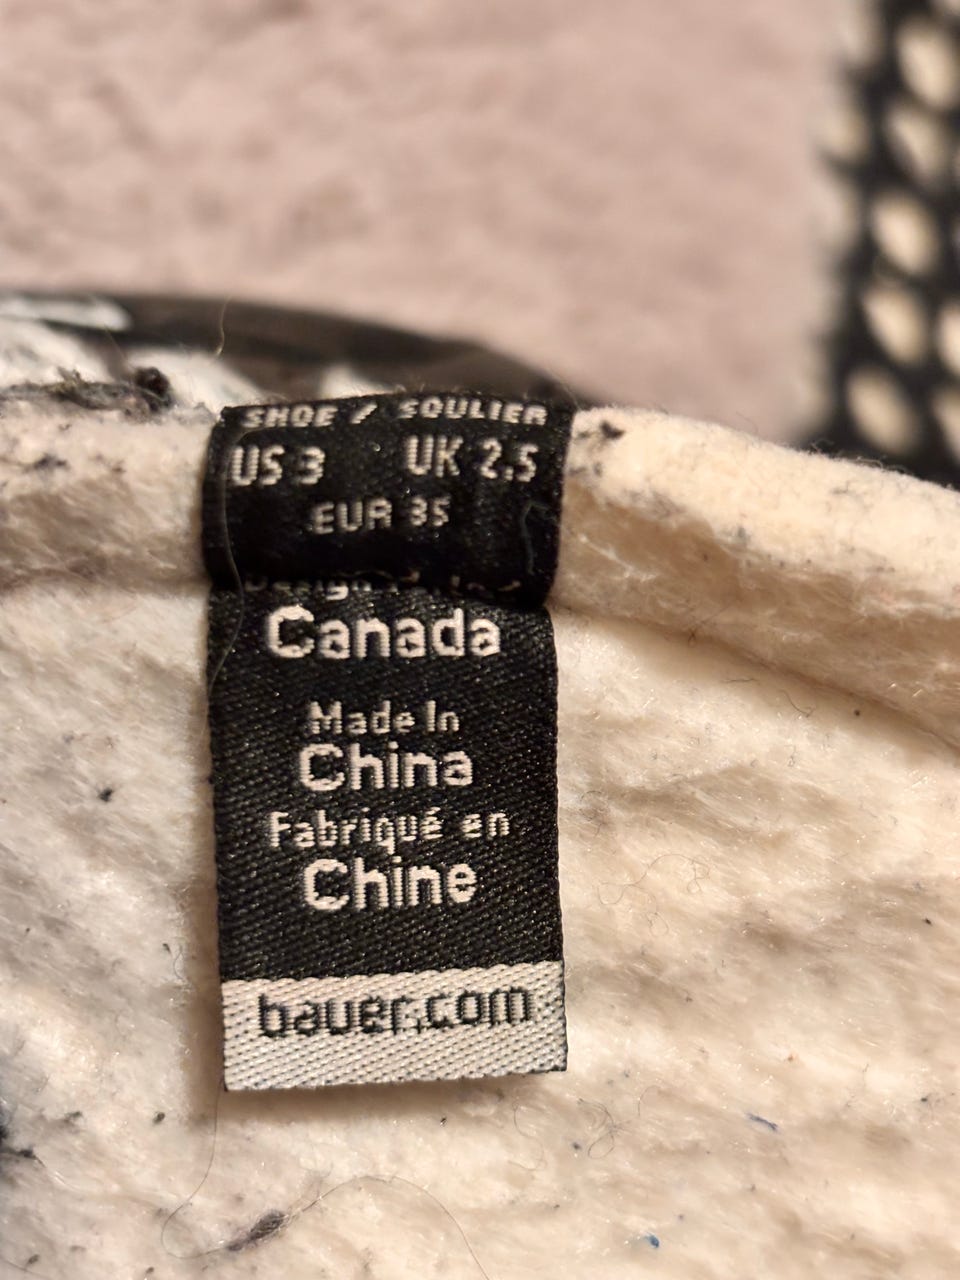 SHOE / SOULIER
US 3 UK 2.5
EUR 35
Canada
Made In
China
Fabriqué en
Chine
bauer.com